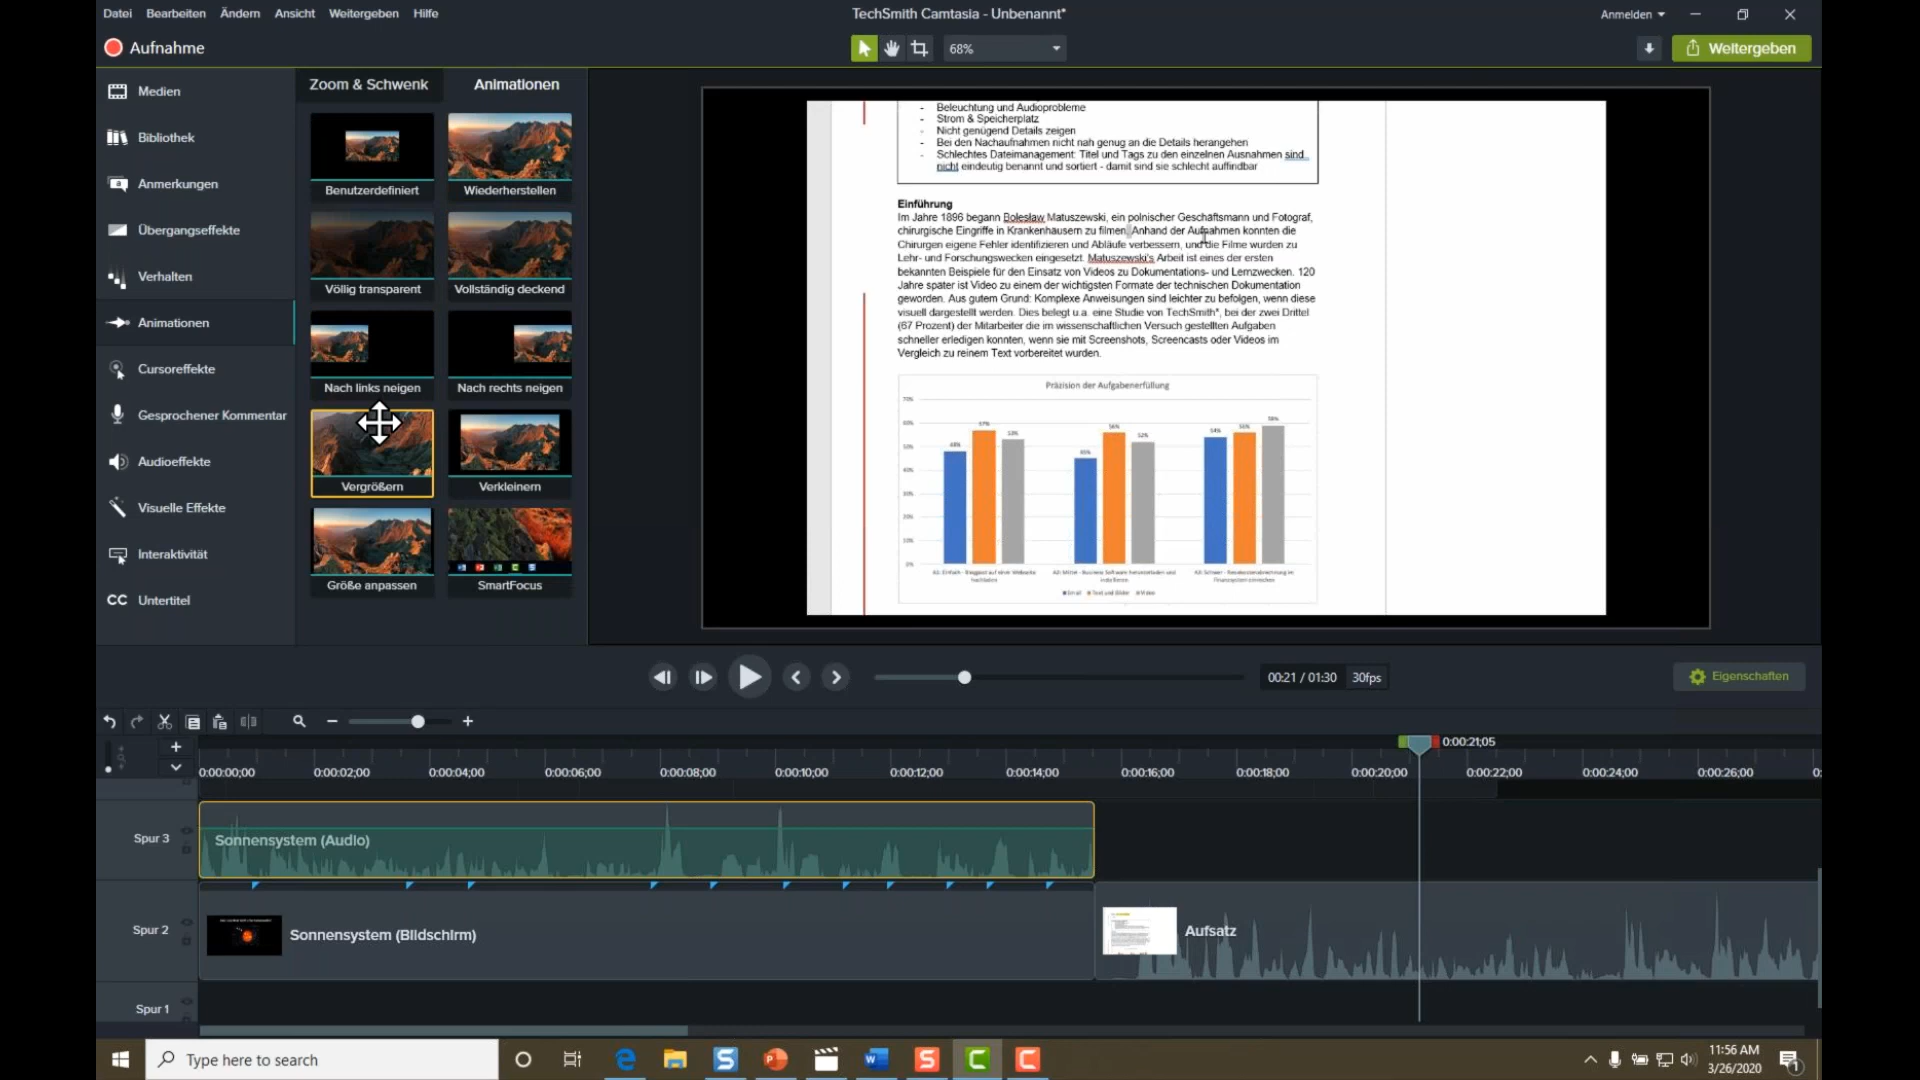 Datei Bearbeiten Ändern Ansicht Weitergeben Hilfe
TechSmith Camtasia - Unbenannt*
Anmelden
Aufnahme
68%
Weitergeben
Medien
Bibliothek
Anmerkungen
Übergangseffekte
Verhalten
Animationen
Cursoreffekte
Gesprochener Kommentar
Audioeffekte
Visuelle Effekte
Interaktivität
CC Untertitel
Zoom & Schwenk Animationen
Benutzerdefiniert Wiederherstellen
Völlig transparent Vollständig deckend
Nach links neigen Nach rechts neigen
Vergrößern Verkleinern
Größe anpassen SmartFocus
- Beleuchtung und Audioprobleme
- Strom & Speicherplatz
- Nicht genügend Details zeigen
- Bei den Nachaufnahmen nicht nah genug an die Details herangehen
- Schlechtes Dateimanagement: Titel und Tags zu den einzelnen Ausnahmen sind
nicht eindeutig benannt und sortiert - damit sind sie schlecht auffindbar
Einführung
Im Jahre 1896 begann Bolesław Matuszewski, ein polnischer Geschäftsmann und Fotograf,
chirurgische Eingriffe in Krankenhäusern zu filmen. Anhand der Aufnahmen konnten die
Chirurgen eigene Fehler identifizieren und Abläufe verbessern, und die Filme wurden zu
Lehr- und Forschungswecken eingesetzt. Matuszewski's Arbeit ist eines der ersten
bekannten Beispiele für den Einsatz von Videos zu Dokumentations- und Lernzwecken. 120
Jahre später ist Video zu einem der wichtigsten Formate der technischen Dokumentation
geworden. Aus gutem Grund: Komplexe Anweisungen sind leichter zu befolgen, wenn diese
visuell dargestellt werden. Dies belegt u.a. eine Studie von TechSmith*, bei der zwei Drittel
(67 Prozent) der Mitarbeiter die im wissenschaftlichen Versuch gestellten Aufgaben
schneller erledigen konnten, wenn sie mit Screenshots, Screencasts oder Videos im
Vergleich zu reinem Text vorbereitet wurden.
Präzision der Aufgabenerfüllung
70%
60%
50%
40%
30%
20%
10%
0%
00:21 / 01:30 30fps
Eigenschaften
0:00:21;05
0:00:00;00 0:00:02;00 0:00:04;00 0:00:06;00 0:00:08;00 0:00:10;00 0:00:12;00 0:00:14;00 0:00:16;00 0:00:18;00 0:00:20;00 0:00:22;00 0:00:24;00 0:00:26;00
Spur 3
Sonnensystem (Audio)
Spur 2
Sonnensystem (Bildschirm)
Aufsatz
Spur 1
Type here to search
11:56 AM
3/26/2020
1